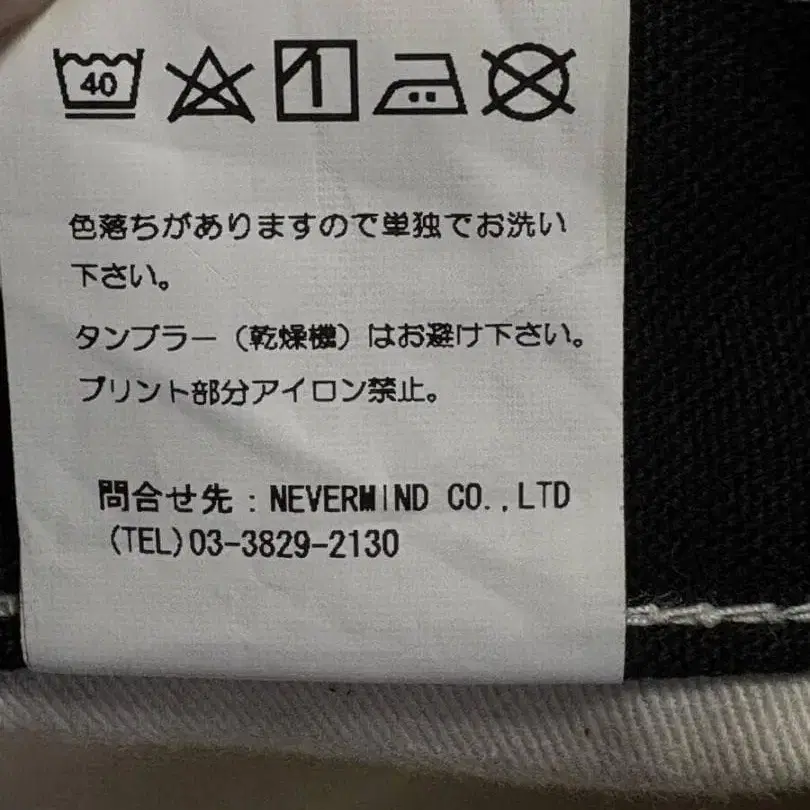 40
色落ちがありますので単独でお洗い
下さい。
タンブラー（乾燥機）はお避け下さい。
プリント部分アイロン禁止。
問合せ先：NEVERMIND CO.,LTD
(TEL)03-3829-2130